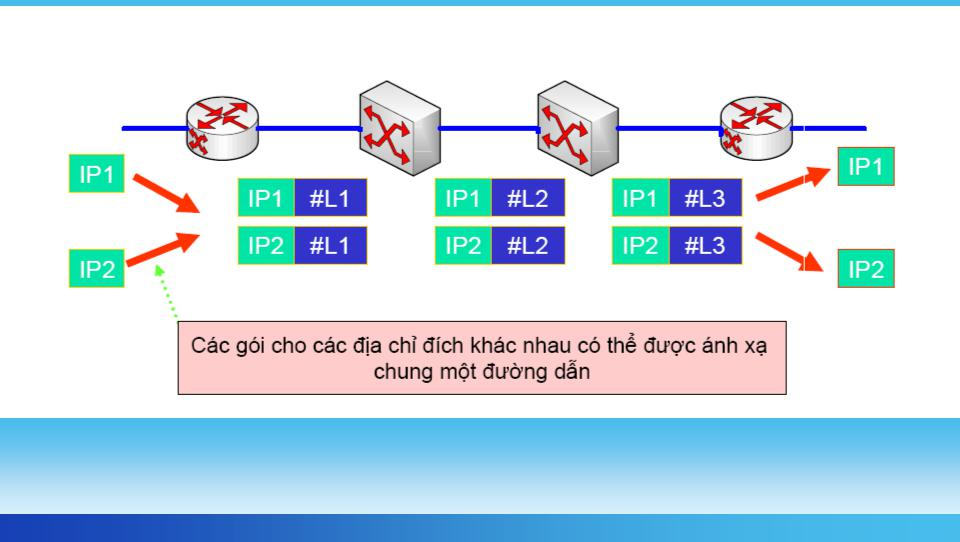 IP1
IP2
IP1 #L1
IP2 #L1
IP1 #L2
IP2 #L2
IP1 #L3
IP2 #L3
IP1
IP2
Các gói cho các địa chỉ đích khác nhau có thể được ánh xạ
chung một đường dẫn